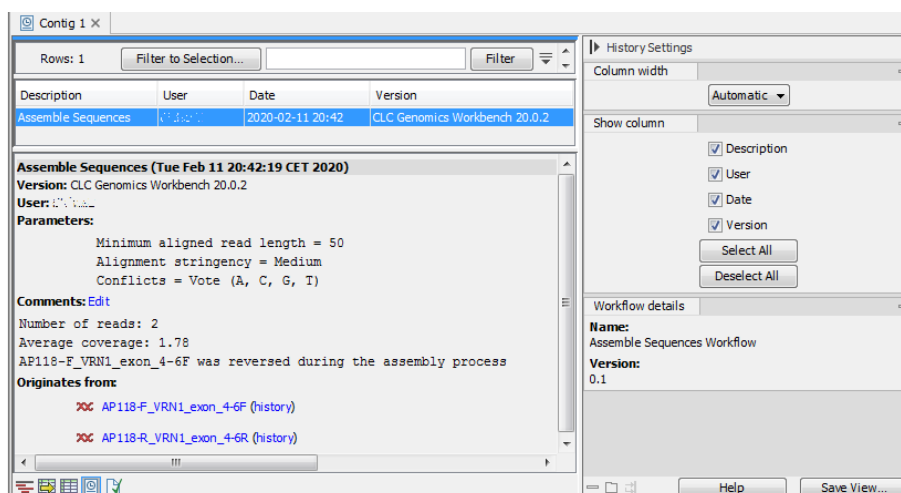 Contig 1
Rows: 1 Filter to Selection... Filter
Description User Date Version
Assemble Sequences 2020-02-11 20:42 CLC Genomics Workbench 20.0.2
Assemble Sequences (Tue Feb 11 20:42:19 CET 2020)
Version: CLC Genomics Workbench 20.0.2
User:
Parameters:
Minimum aligned read length = 50
Alignment stringency = Medium
Conflicts = Vote (A, C, G, T)
Comments: Edit
Number of reads: 2
Average coverage: 1.78
AP118-F_VRN1_exon_4-6F was reversed during the assembly process
Originates from:
AP118-F_VRN1_exon_4-6F (history)
AP118-R_VRN1_exon_4-6R (history)
History Settings
Column width
Automatic
Show column
Description
User
Date
Version
Select All
Deselect All
Workflow details
Name:
Assemble Sequences Workflow
Version:
0.1
Help Save View...